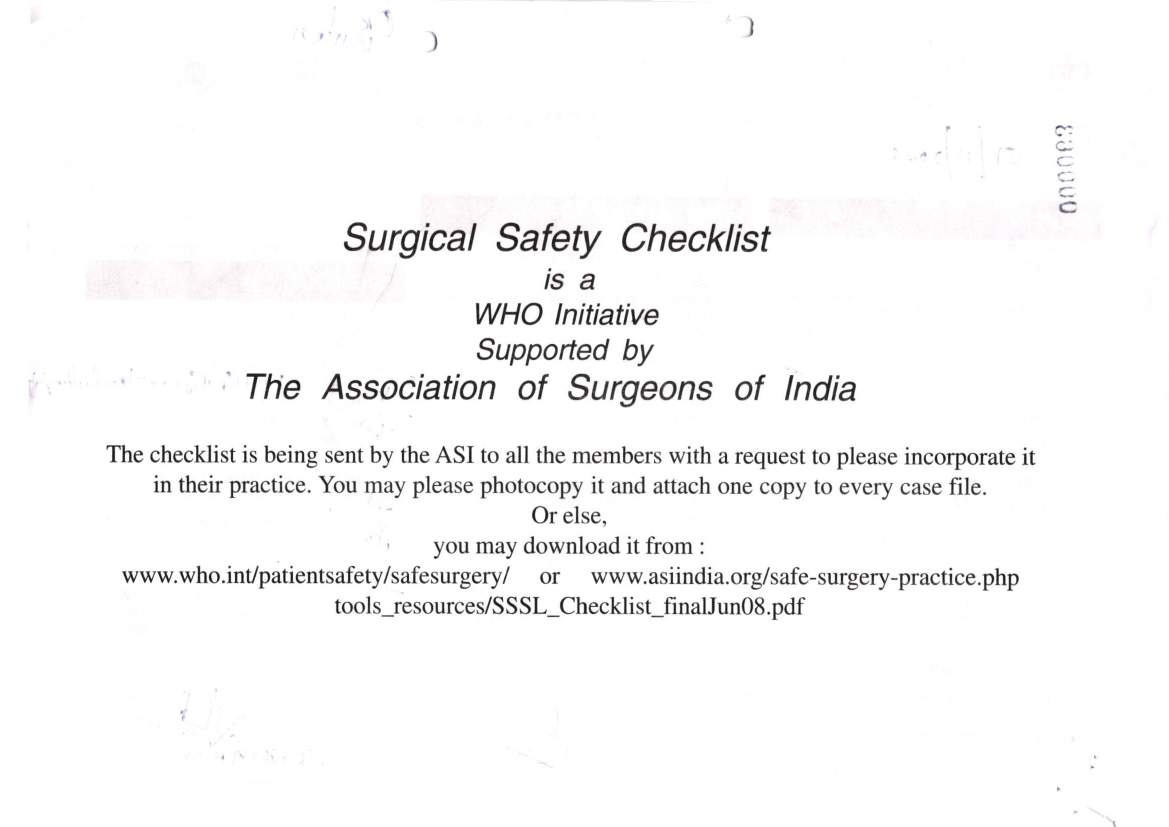 Surgical Safety Checklist
is a
WHO Initiative
Supported by
The Association of Surgeons of India
The checklist is being sent by the ASI to all the members with a request to please incorporate it
in their practice. You may please photocopy it and attach one copy to every case file.
Or else,
you may download it from :
www.who.int/patientsafety/safesurgery/ or www.asiindia.org/safe-surgery-practice.php
tools_resources/SSSL_Checklist_finalJun08.pdf